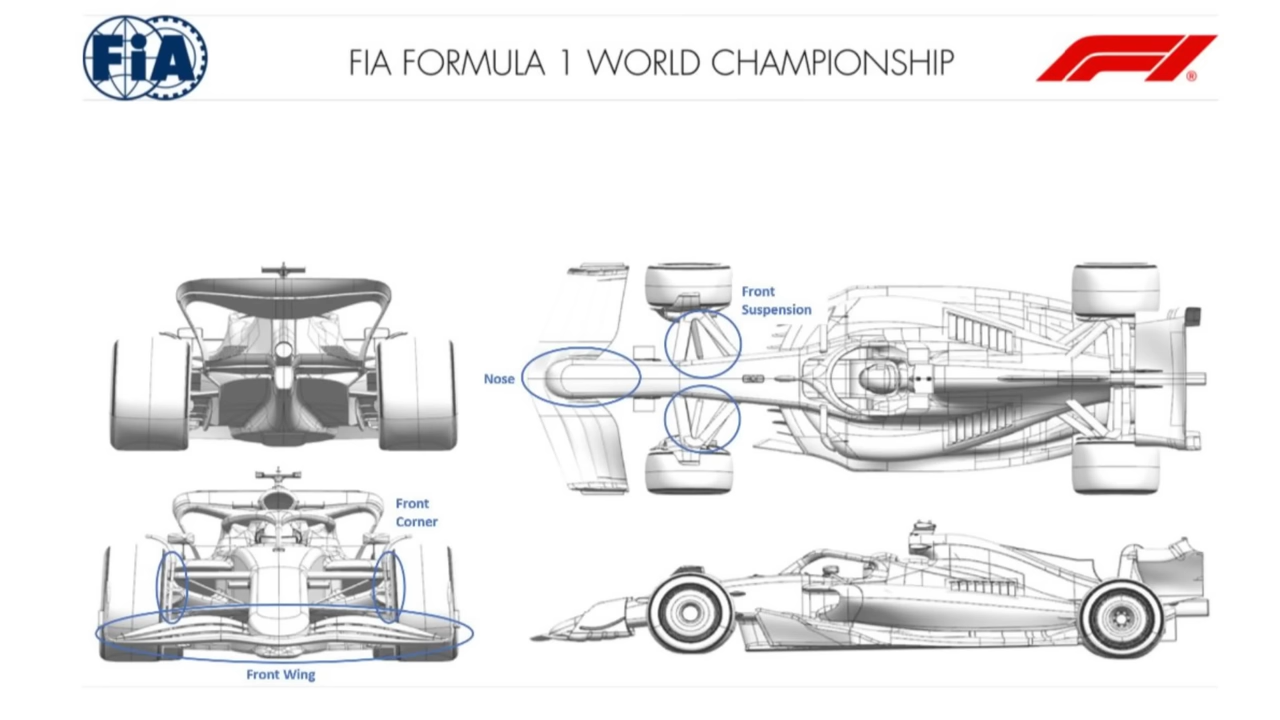 FIA
FIA FORMULA 1 WORLD CHAMPIONSHIP
F1®
Front
Suspension
Nose
Front
Corner
Front Wing